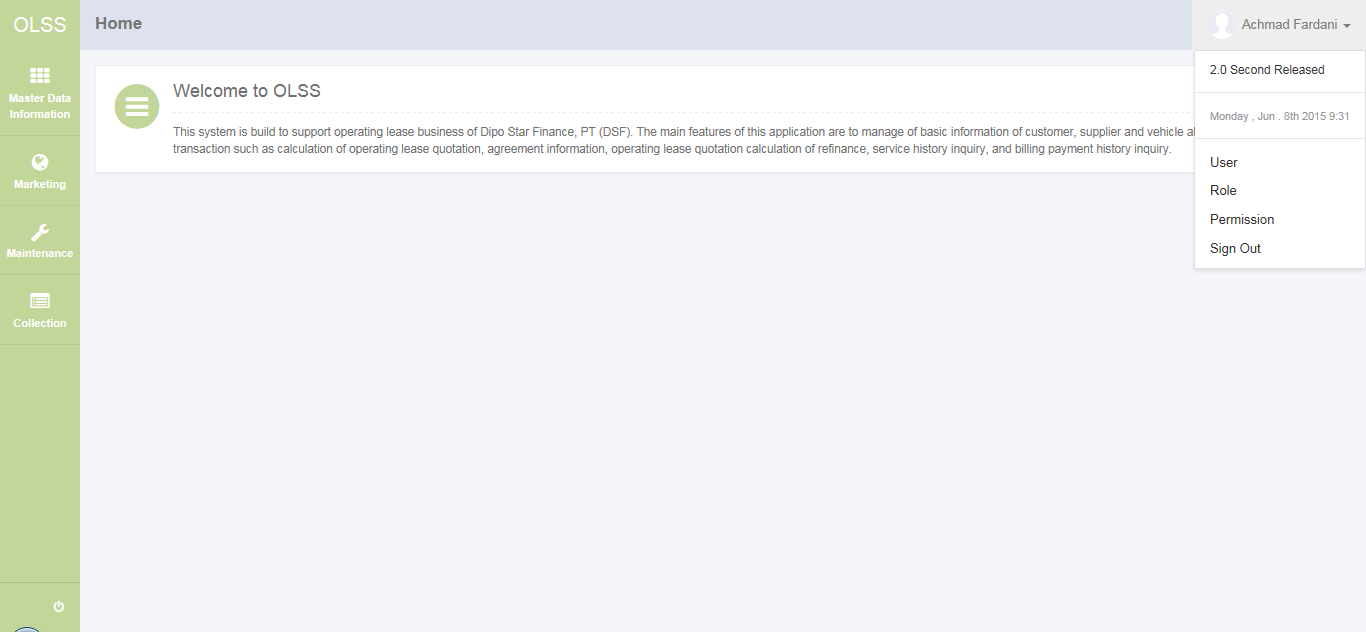 OLSS
Home
Achmad Fardani
Master Data
Information
Marketing
Maintenance
Collection
Welcome to OLSS
This system is build to support operating lease business of Dipo Star Finance, PT (DSF). The main features of this application are to manage of basic information of customer, supplier and vehicle
transaction such as calculation of operating lease quotation, agreement information, operating lease quotation calculation of refinance, service history inquiry, and billing payment history inquiry.
2.0 Second Released
Monday , Jun . 8th 2015 9:31
User
Role
Permission
Sign Out